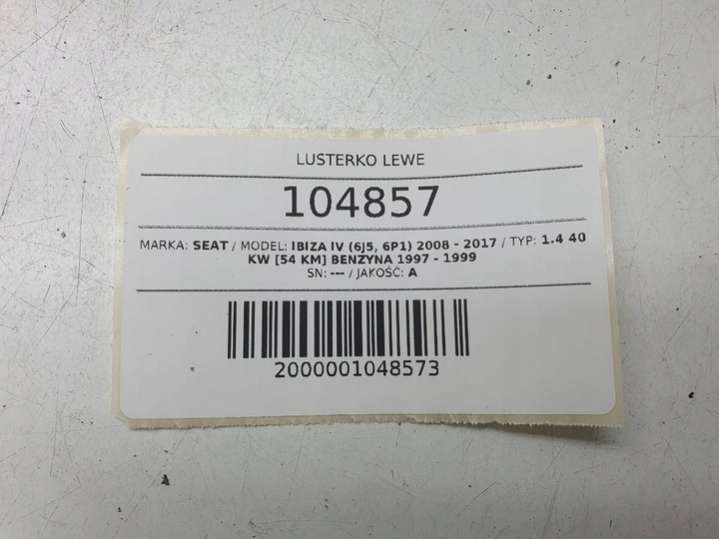 LUSTERKO LEWE
104857
MARKA: SEAT / MODEL: IBIZA IV (6J5, 6P1) 2008 - 2017 / TYP: 1.4 40
KW [54 KM] BENZYNA 1997 - 1999
SN: --- / JAKOŚĆ: A
2000001048573